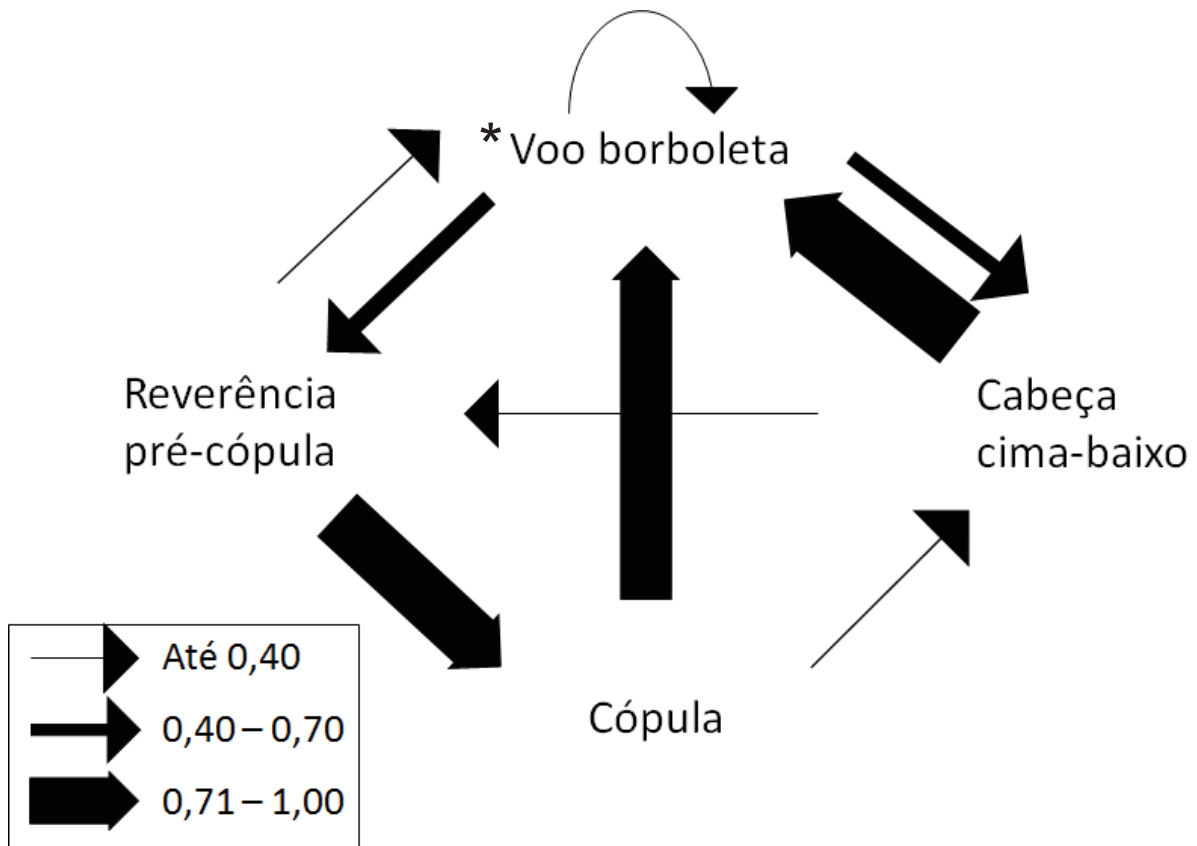 * Voo borboleta
Reverência
pré-cópula
Cabeça
cima-baixo
Cópula
Até 0,40
0,40 – 0,70
0,71 – 1,00